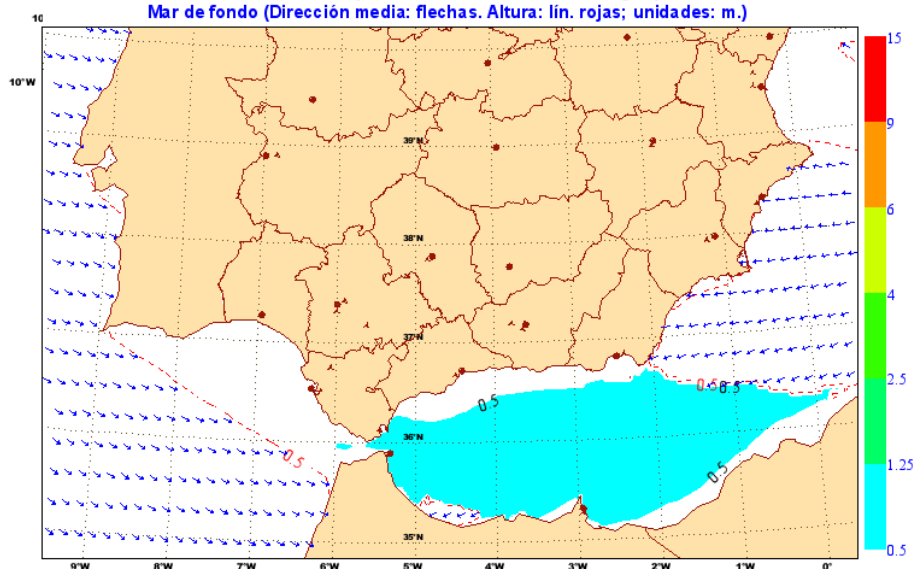 Mar de fondo (Dirección media: flechas. Altura: lín. rojas; unidades: m.)
10
15
10°W
9
39°N
6
38°N
4
37°N
2.5
0.5
0.5
0.5
36°N
0.5
0.5
1.25
35°N
0.5
9°W
8°W
7°W
6°W
5°W
4°W
3°W
2°W
1°W
0°